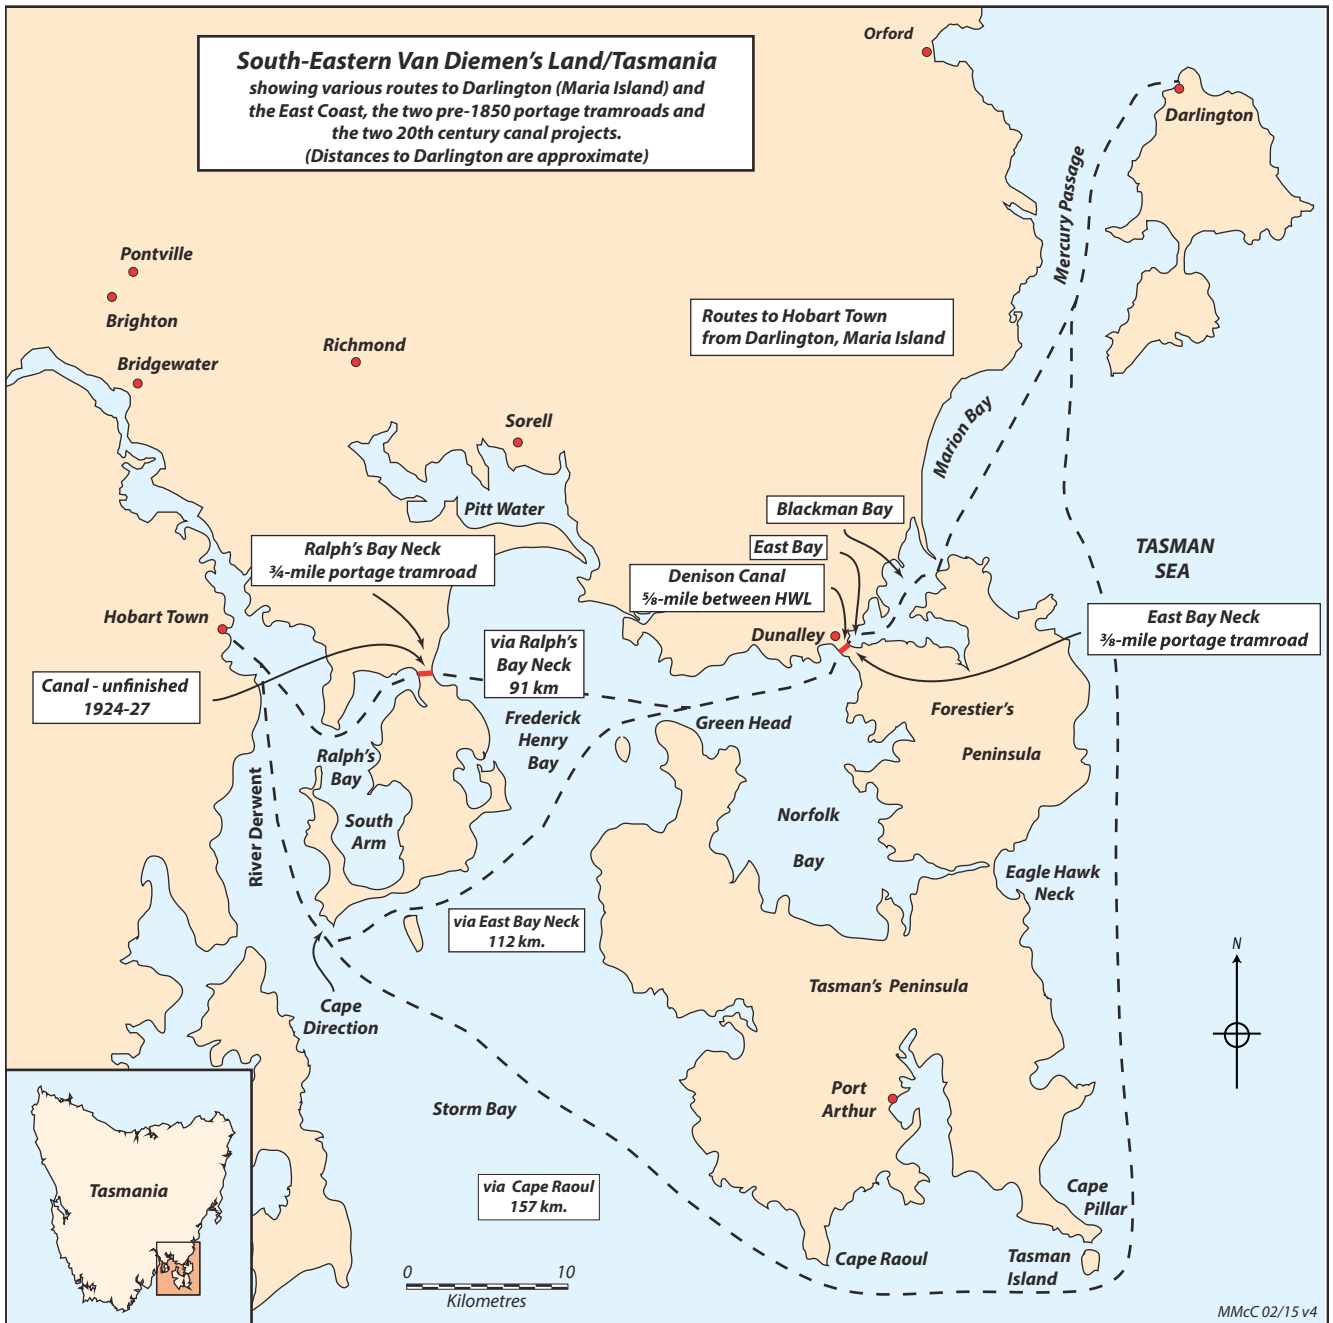 South-Eastern Van Diemen's Land/Tasmania
showing various routes to Darlington (Maria Island) and
the East Coast, the two pre-1850 portage tramroads and
the two 20th century canal projects.
(Distances to Darlington are approximate)
Orford
Darlington
Mercury Passage
Pontville
Brighton
Bridgewater
Richmond
Routes to Hobart Town
from Darlington, Maria Island
Sorell
Marion Bay
Pitt Water
Blackman Bay
East Bay
TASMAN
SEA
Ralph's Bay Neck
¾-mile portage tramroad
Denison Canal
⅝-mile between HWL
Hobart Town
Dunalley
East Bay Neck
⅜-mile portage tramroad
via Ralph's
Bay Neck
91 km
Canal - unfinished
1924-27
Frederick
Henry
Bay
Green Head
Forestier's
Peninsula
Ralph's
Bay
River Derwent
South
Arm
Norfolk
Bay
Eagle Hawk
Neck
via East Bay Neck
112 km.
N
Cape
Direction
Tasman's Peninsula
Port
Arthur
Storm Bay
Tasmania
via Cape Raoul
157 km.
Cape
Pillar
Cape Raoul
Tasman
Island
0 10
Kilometres
MMcC 02/15 v4